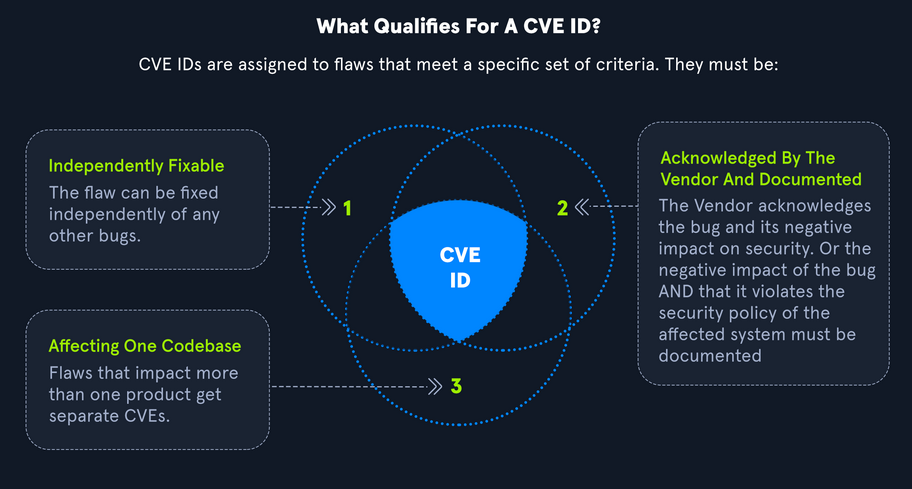 What Qualifies For A CVE ID?
CVE IDs are assigned to flaws that meet a specific set of criteria. They must be:
Independently Fixable
The flaw can be fixed
independently of any
other bugs.
1
2
Acknowledged By The
Vendor And Documented
The Vendor acknowledges
the bug and its negative
impact on security. Or the
negative impact of the bug
AND that it violates the
security policy of the
affected system must be
documented
CVE
ID
Affecting One Codebase
Flaws that impact more
than one product get
separate CVEs.
3